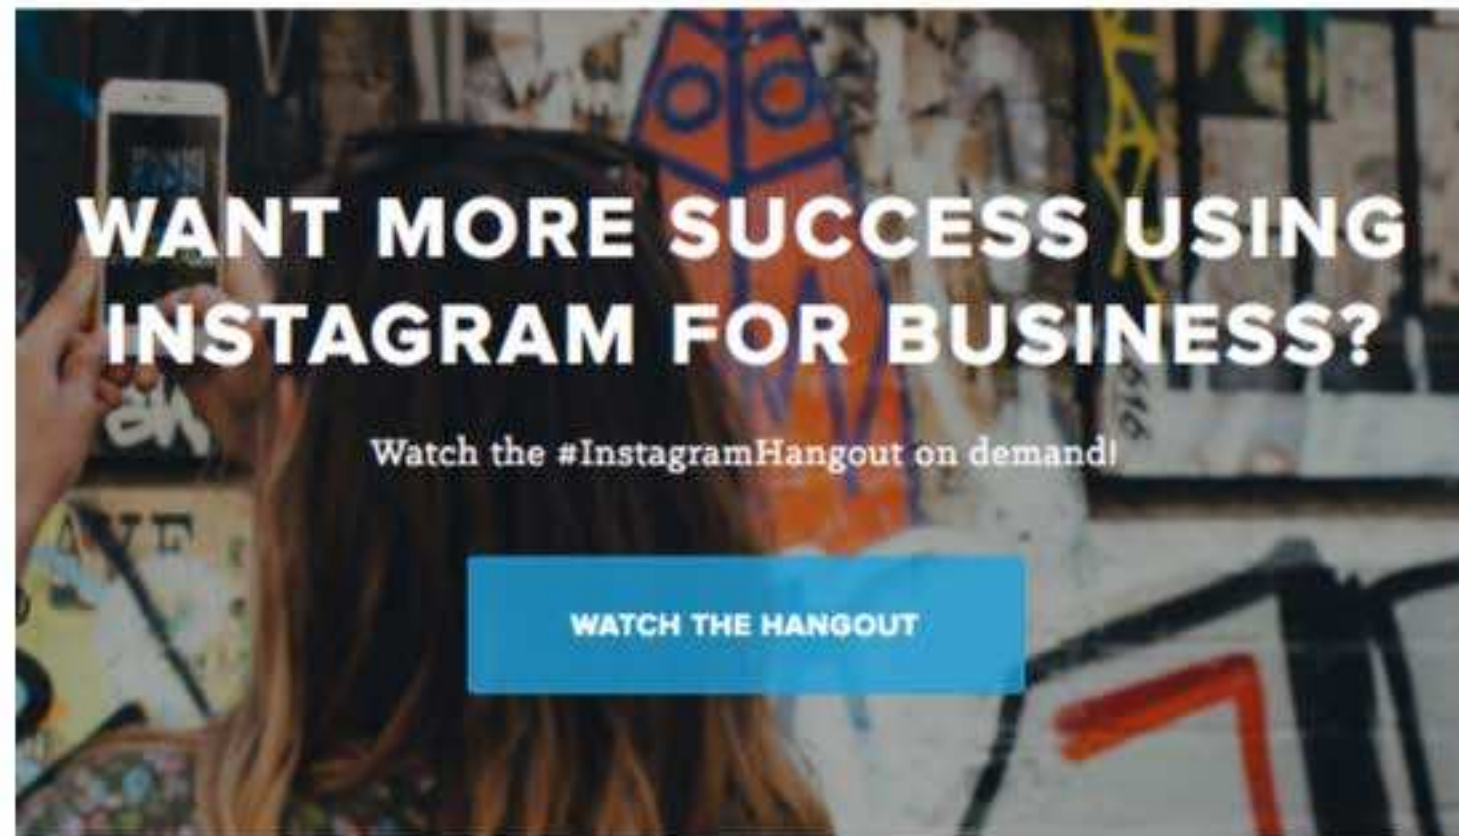 WANT MORE SUCCESS USING
INSTAGRAM FOR BUSINESS?
Watch the #InstagramHangout on demand!
WATCH THE HANGOUT